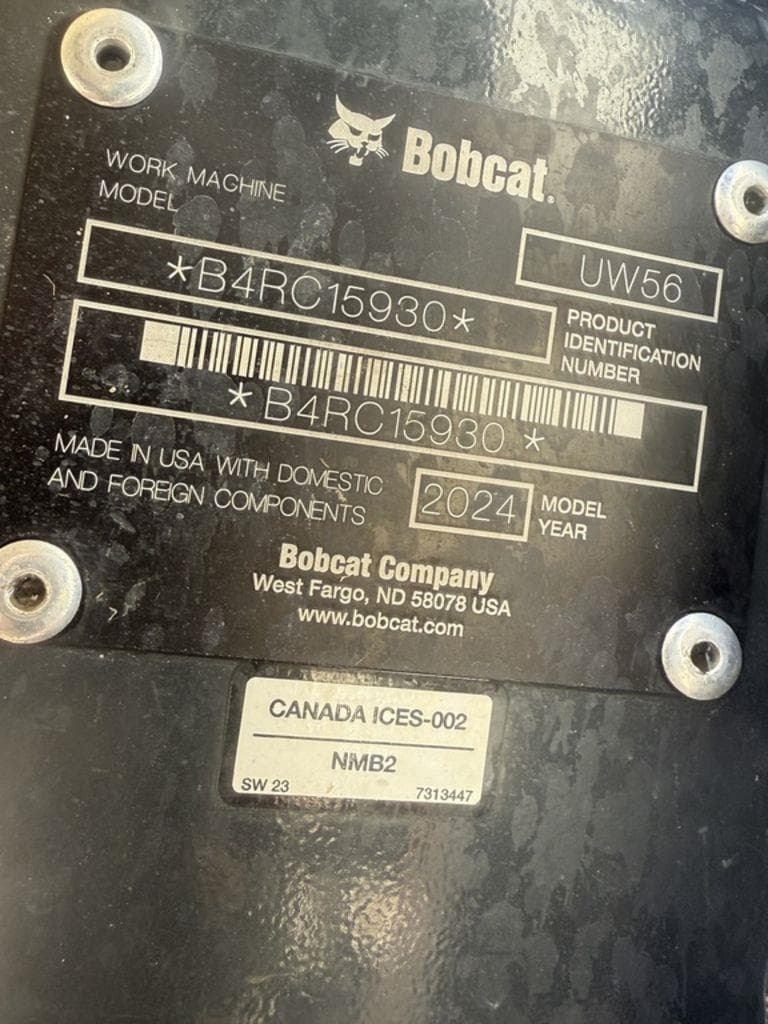 Bobcat.
WORK MACHINE
MODEL
UW56
*B4RC15930*
PRODUCT
IDENTIFICATION
NUMBER
*B4RC15930*
MADE IN USA WITH DOMESTIC
AND FOREIGN COMPONENTS
2024
MODEL
YEAR
Bobcat Company
West Fargo, ND 58078 USA
www.bobcat.com
CANADA ICES-002
NMB2
SW 23 7313447